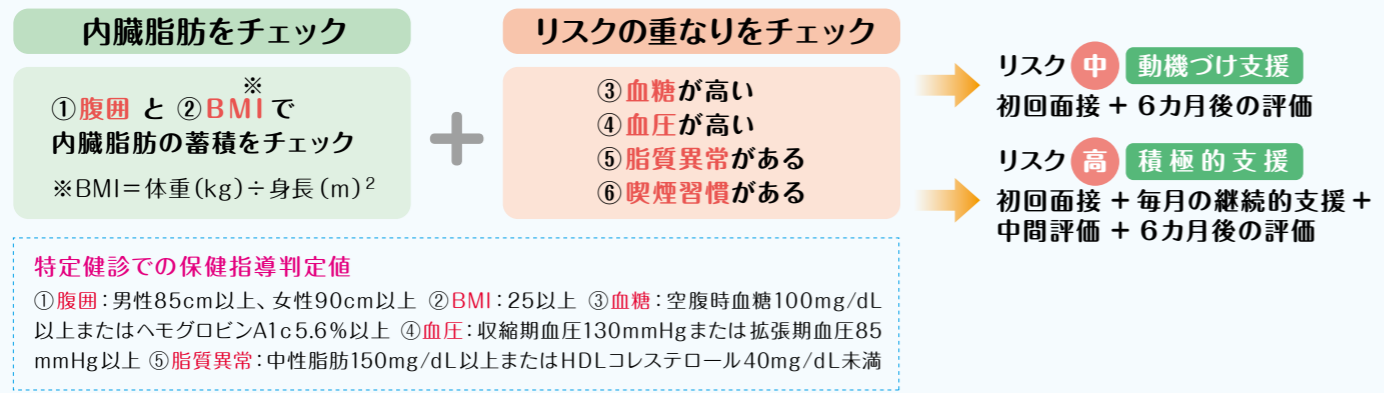 内臓脂肪をチェック
※
①腹囲 と ②BMI で
内臓脂肪の蓄積をチェック
※BMI＝体重(kg)÷身長(m)²
＋
リスクの重なりをチェック
③血糖が高い
④血圧が高い
⑤脂質異常がある
⑥喫煙習慣がある
リスク 中 動機づけ支援
初回面接 + 6カ月後の評価
リスク 高 積極的支援
初回面接 + 毎月の継続的支援 +
中間評価 + 6カ月後の評価
特定健診での保健指導判定値
①腹囲：男性85cm以上、女性90cm以上 ②BMI：25以上 ③血糖：空腹時血糖100mg/dL
以上またはヘモグロビンA1c5.6%以上 ④血圧：収縮期血圧130mmHgまたは拡張期血圧85
mmHg以上 ⑤脂質異常：中性脂肪150mg/dL以上またはHDLコレステロール40mg/dL未満